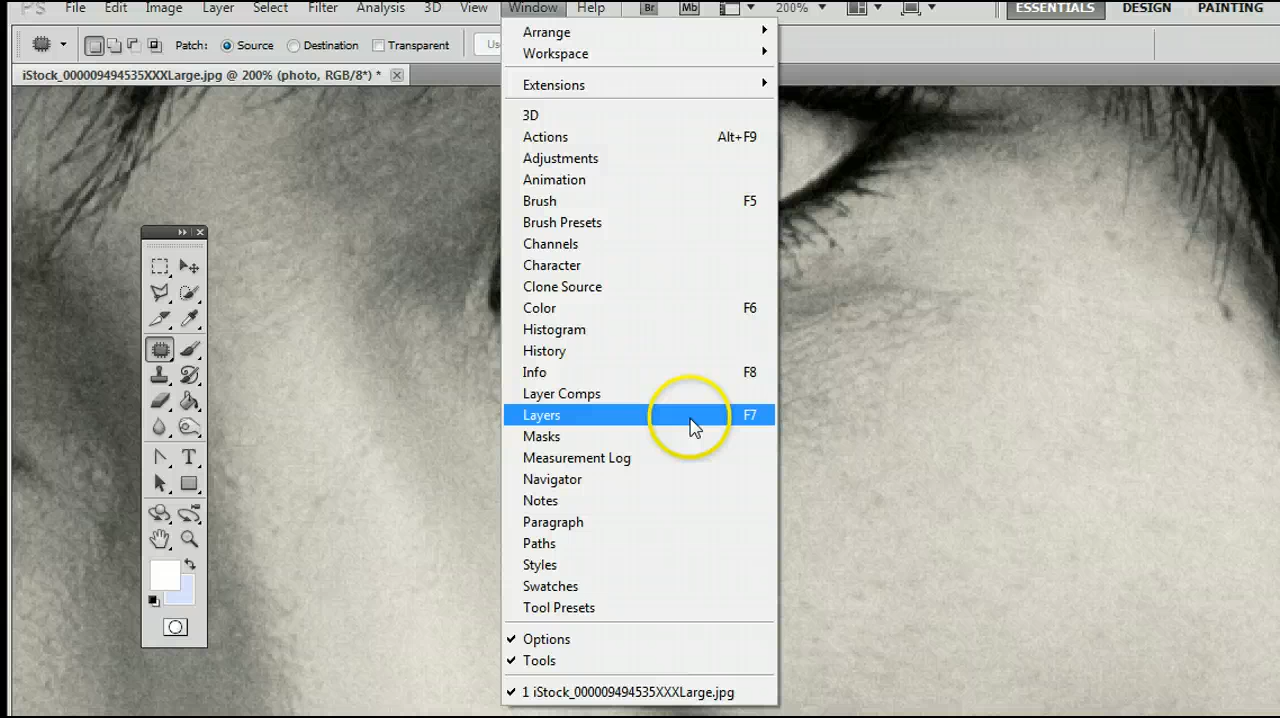 PS File Edit Image Layer Select Filter Analysis 3D View Window Help Br Mb 200% ESSENTIALS DESIGN PAINTING
Patch: Source Destination Transparent Us
iStock_000009494535XXXLarge.jpg @ 200% (photo, RGB/8*) *
Arrange
Workspace
Extensions
3D
Actions Alt+F9
Adjustments
Animation
Brush F5
Brush Presets
Channels
Character
Clone Source
Color F6
Histogram
History
Info F8
Layer Comps
Layers F7
Masks
Measurement Log
Navigator
Notes
Paragraph
Paths
Styles
Swatches
Tool Presets
Options
Tools
1 iStock_000009494535XXXLarge.jpg